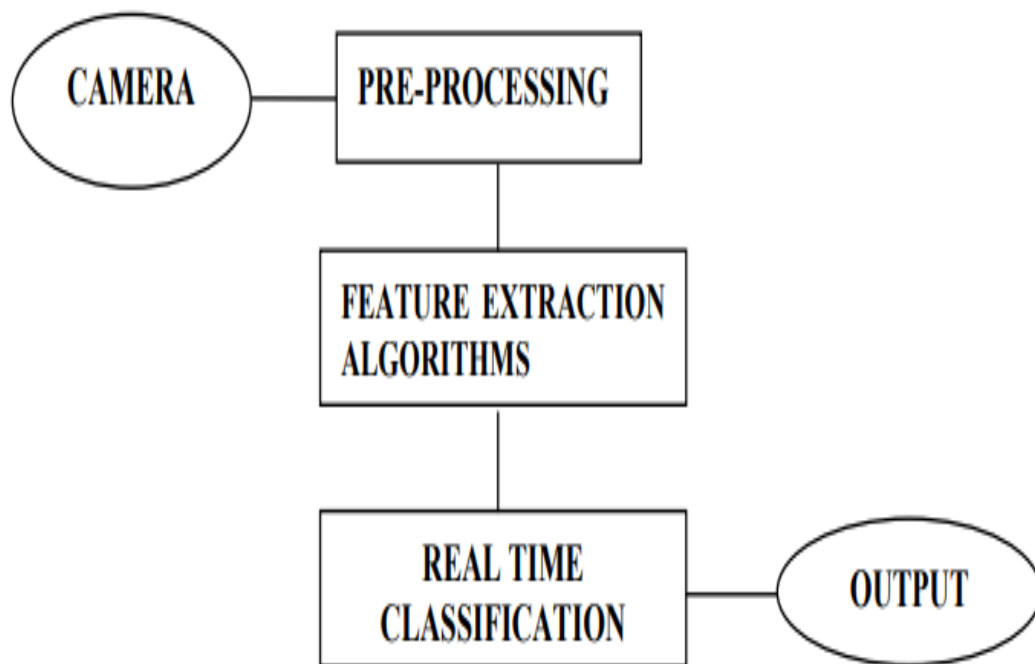 CAMERA
PRE-PROCESSING
FEATURE EXTRACTION
ALGORITHMS
REAL TIME
CLASSIFICATION
OUTPUT